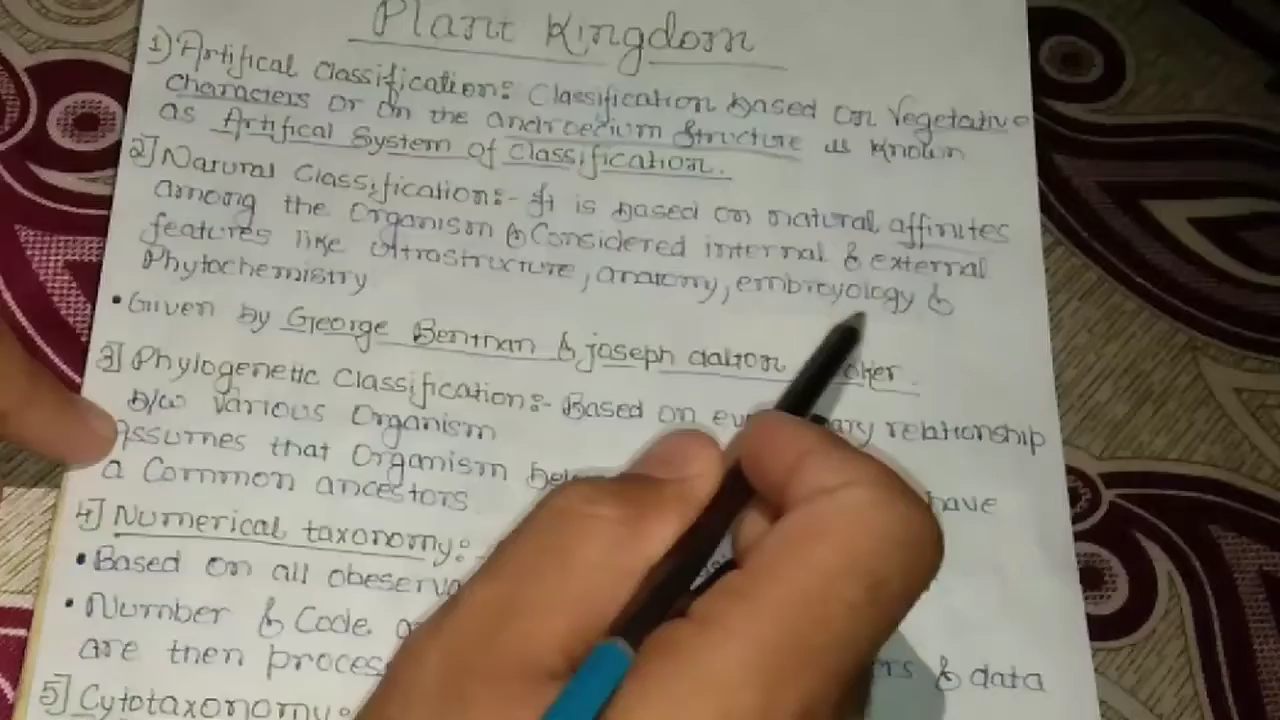 Plant Kingdom
1) Artifical Classification:- Classification based on Vegetative
Characters or on the androecium structure is known
as Artifical System of Classification.
2] Natural Classification:- It is based on natural affinites
among the Organism & Considered internal & external
features like ultrastructure, anatomy, embryology &
Phytochemistry
• Given by George Bentham & joseph dalton
3] Phylogenetic Classification:- Based on relationship
b/w various Organism
Assumes that Organism have
a Common ancestors
4] Numerical taxonomy:-
• Based on all
• Number & Code
are then & data
5] Cytotaxonomy:-